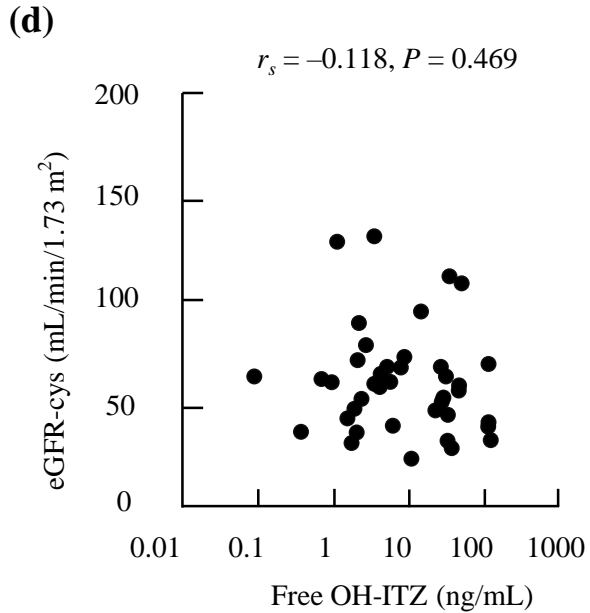 (d)
rₛ = –0.118, P = 0.469
200
150
100
50
0
eGFR-cys (mL/min/1.73 m²)
0.01 0.1 1 10 100 1000
Free OH-ITZ (ng/mL)